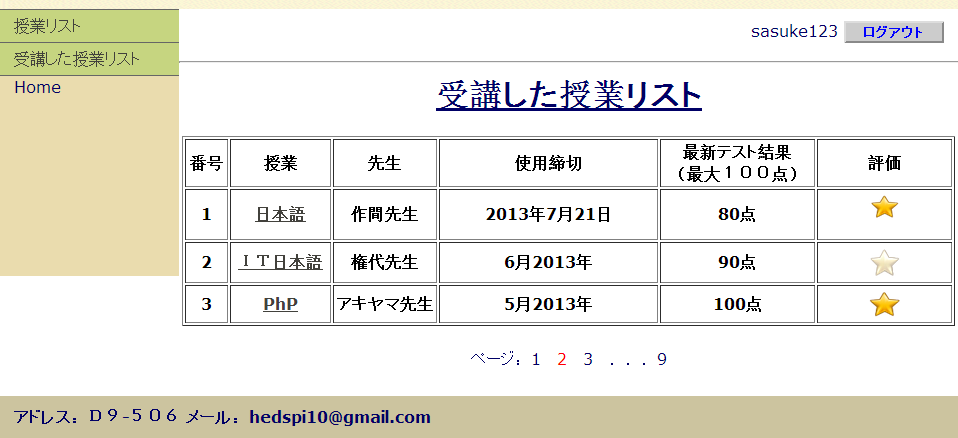 授業リスト
受講した授業リスト
Home
sasuke123 ログアウト
受講した授業リスト
番号 授業 先生 使用締切 最新テスト結果
（最大１００点） 評価
1 日本語 作間先生 2013年7月21日 80点
2 ＩＴ日本語 権代先生 6月2013年 90点
3 PhP アキヤマ先生 5月2013年 100点
ページ: 1 2 3 . . . 9
アドレス: Ｄ９-５０６ メール: hedspi10@gmail.com